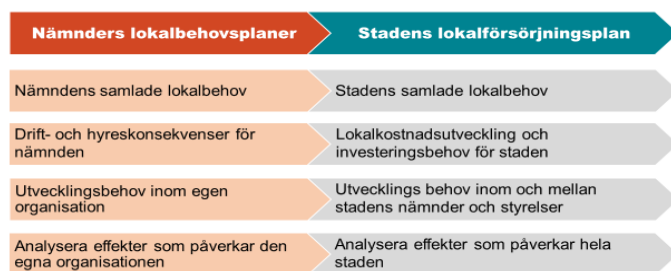 Nämnders lokalbehovsplaner
Stadens lokalförsörjningsplan
Nämndens samlade lokalbehov
Stadens samlade lokalbehov
Drift- och hyreskonsekvenser för
nämnden
Lokalkostnadsutveckling och
investeringsbehov för staden
Utvecklingsbehov inom egen
organisation
Utvecklings behov inom och mellan
stadens nämnder och styrelser
Analysera effekter som påverkar den
egna organisationen
Analysera effekter som påverkar hela
staden